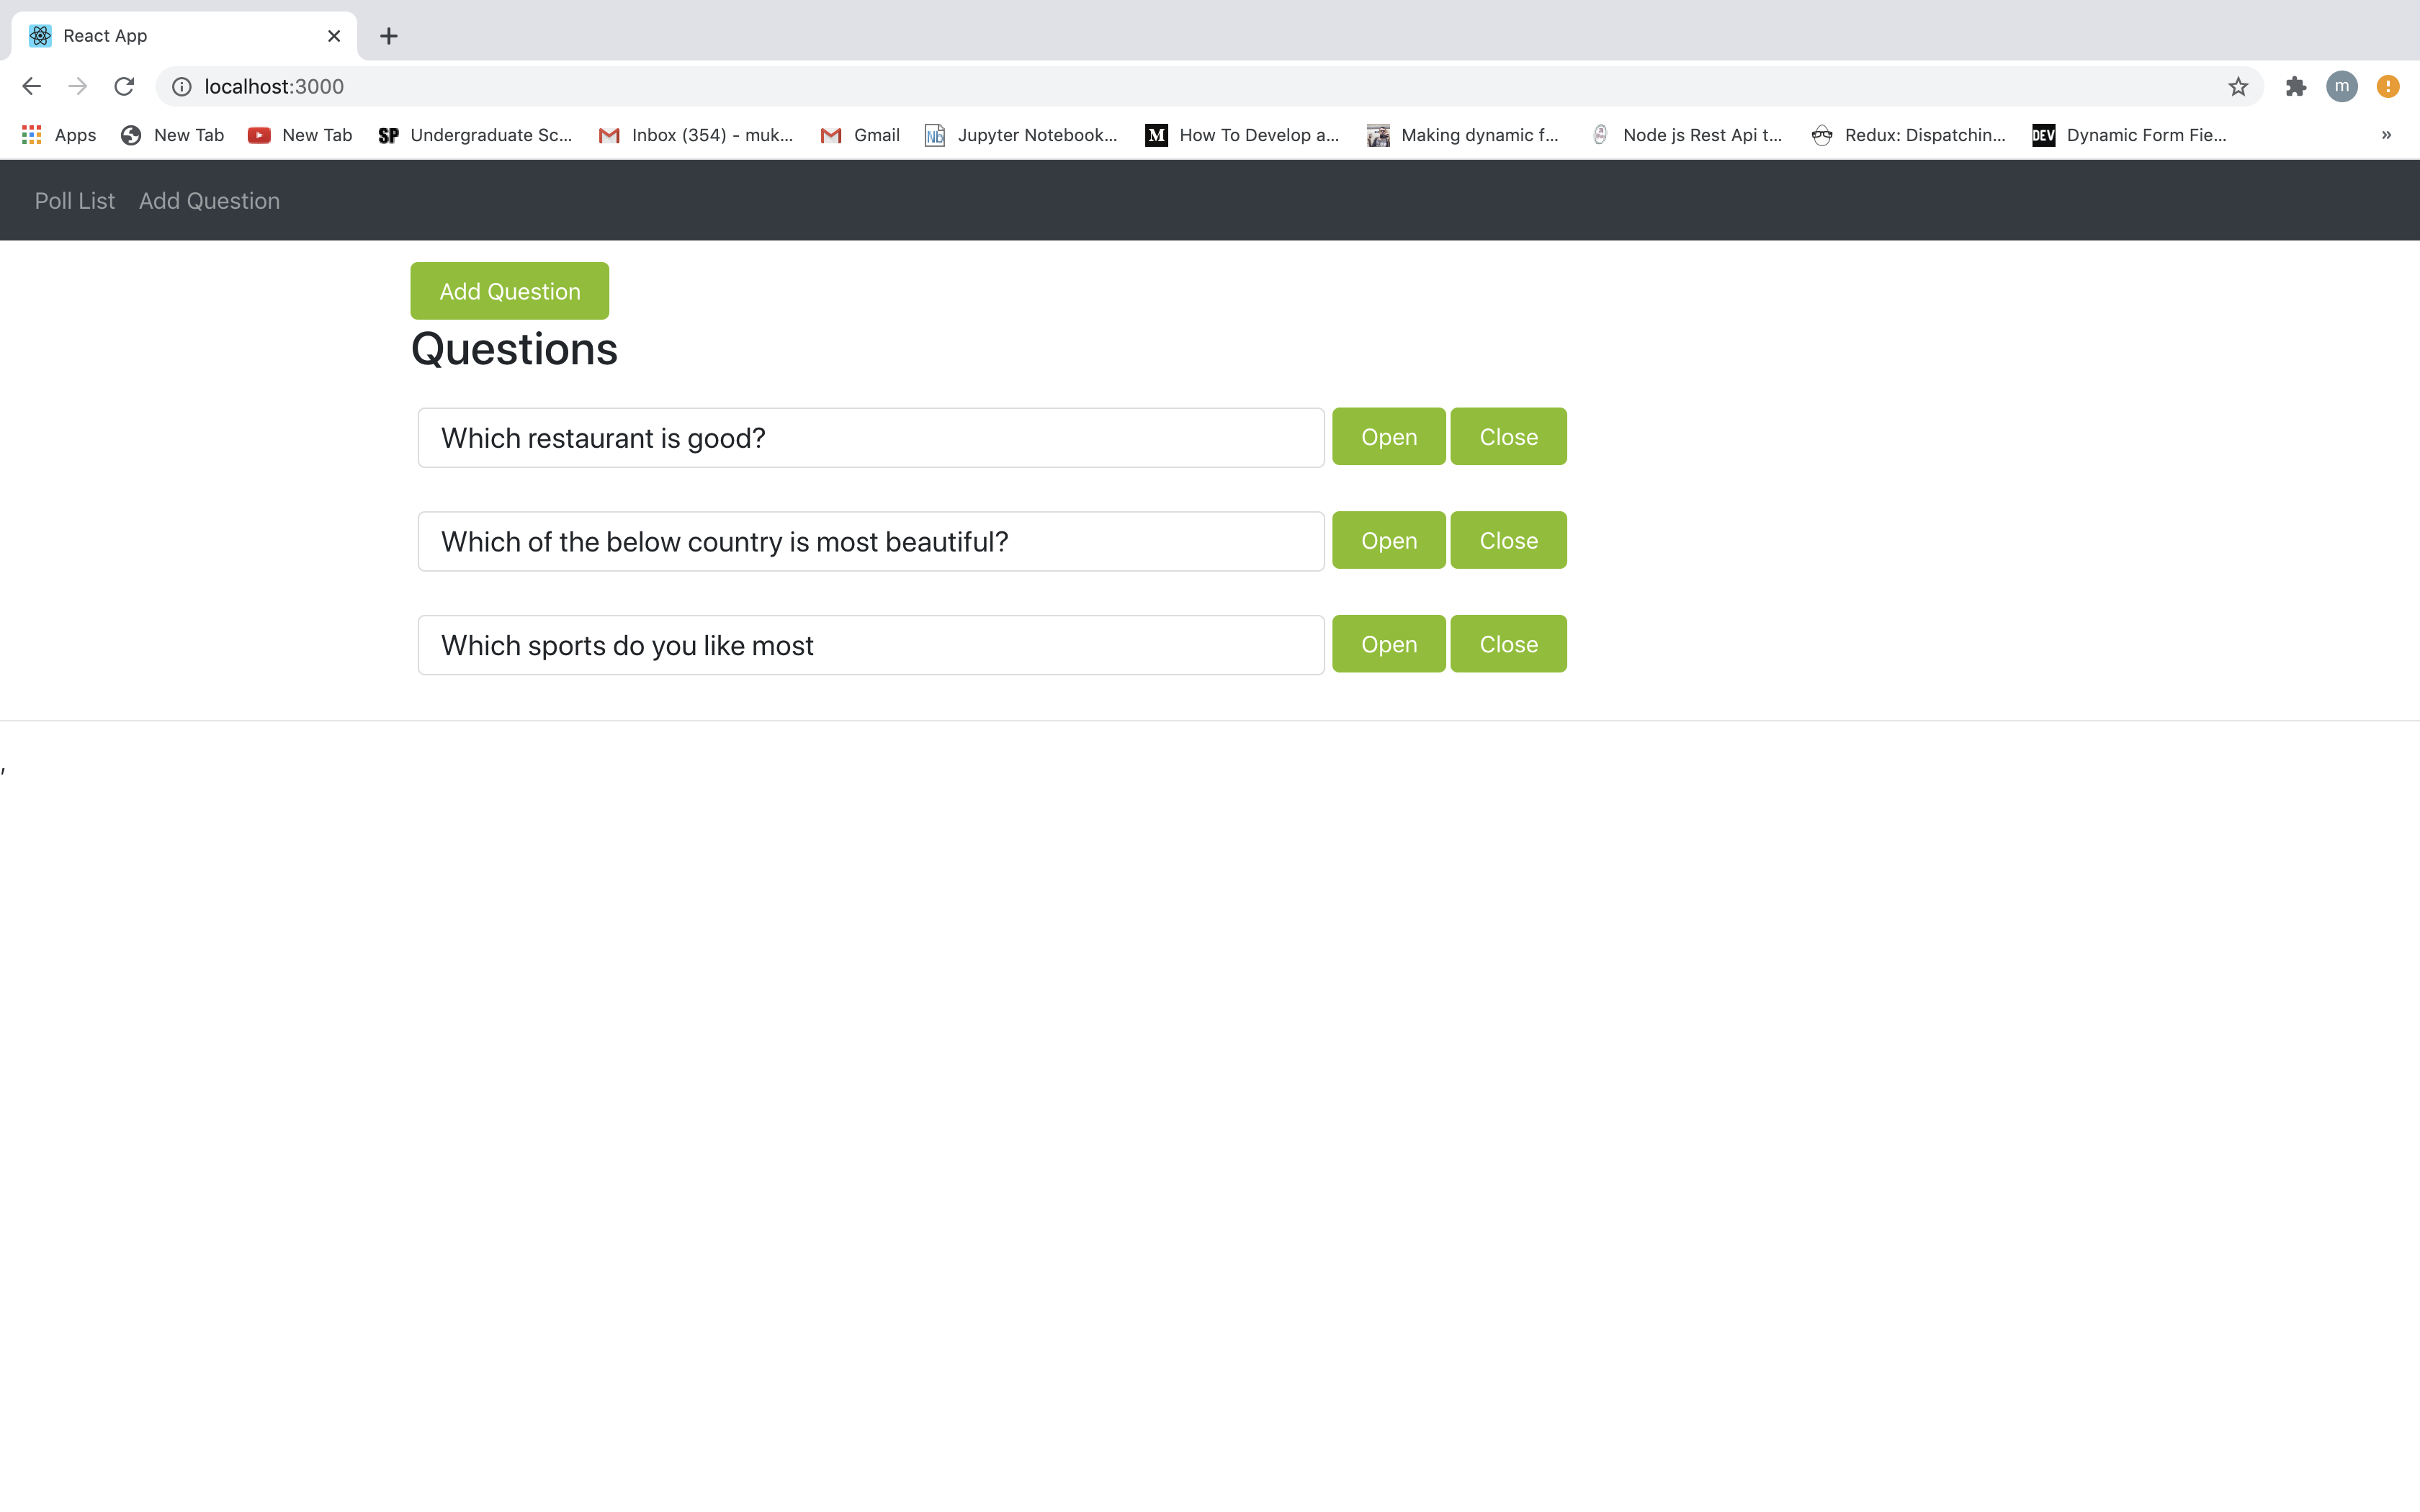 React App
localhost:3000
Apps New Tab New Tab SP Undergraduate Sc... Inbox (354) - muk... Gmail Nb Jupyter Notebook... M How To Develop a... Making dynamic f... Node js Rest Api t... Redux: Dispatchin... DEV Dynamic Form Fie... »
m
Poll List Add Question
Add Question
Questions
Which restaurant is good? Open Close
Which of the below country is most beautiful? Open Close
Which sports do you like most Open Close
,